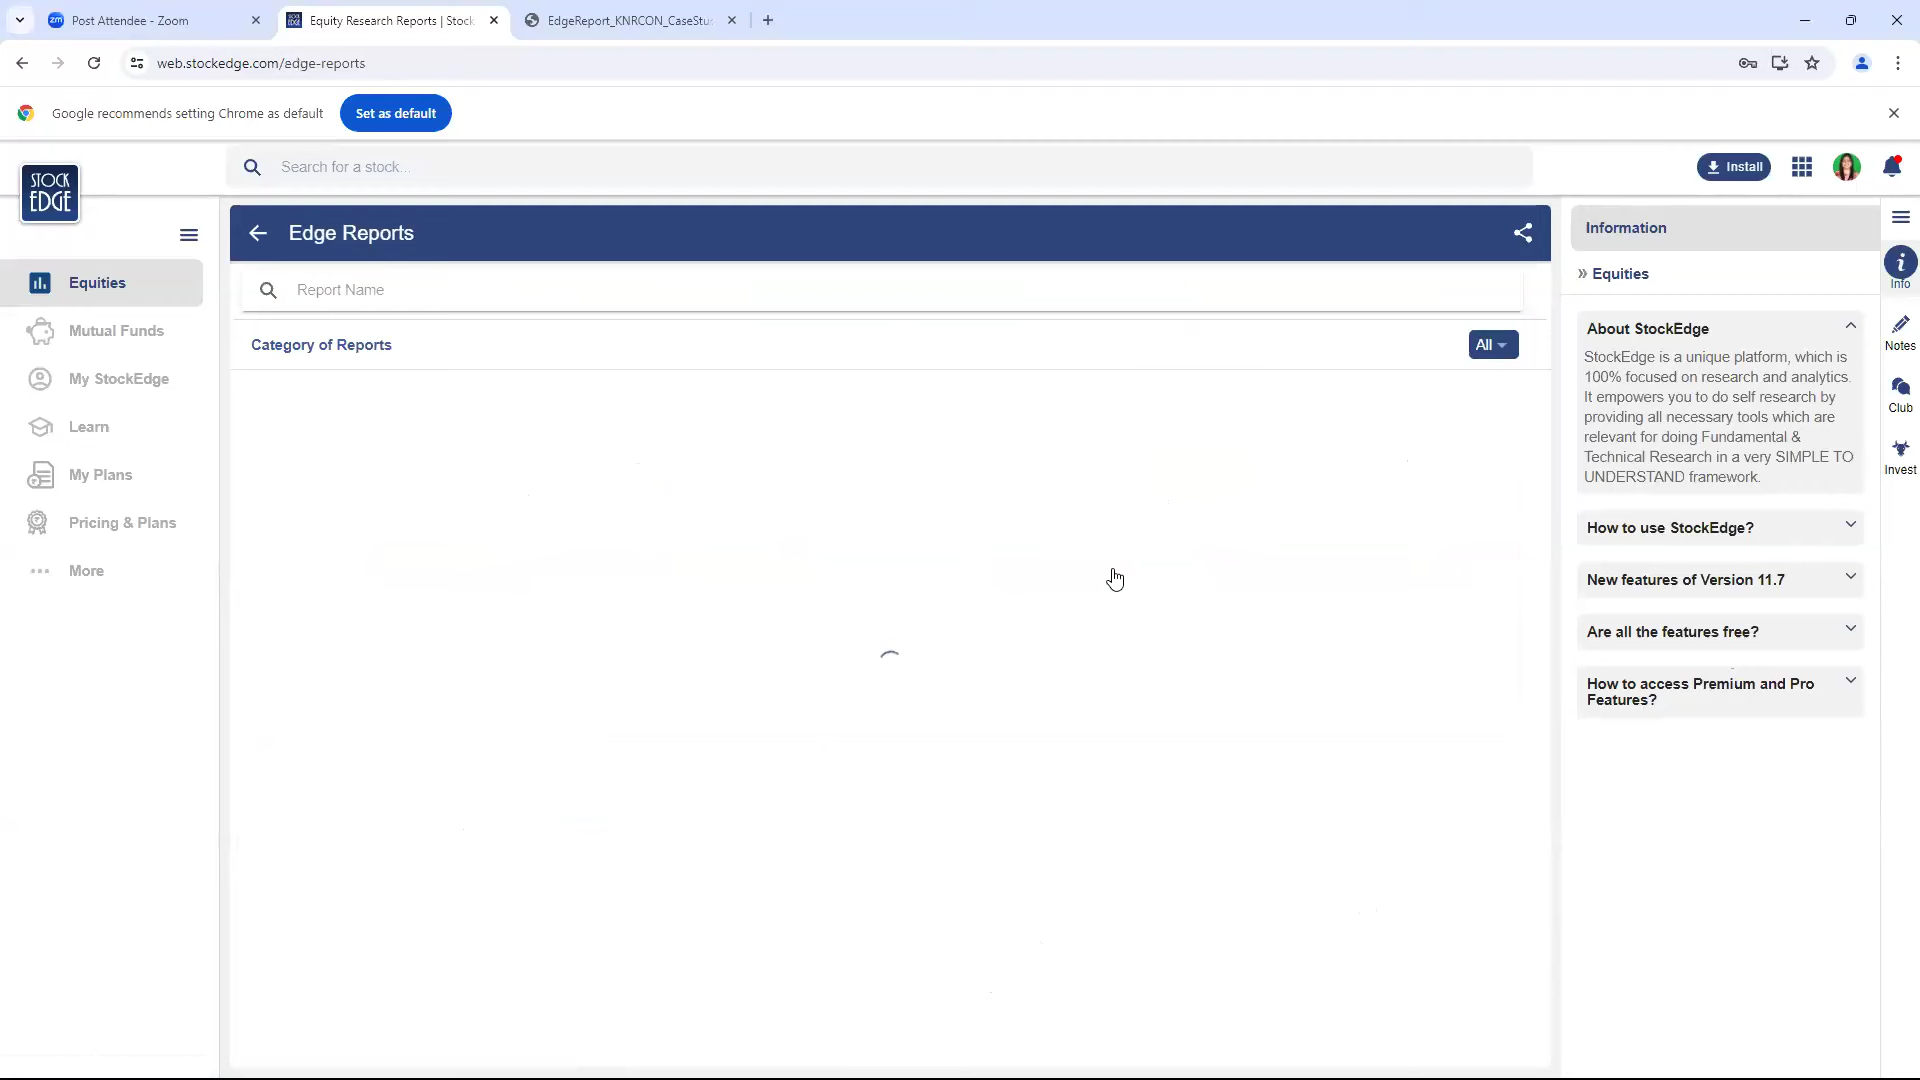 zm Post Attendee - Zoom
Equity Research Reports | Stock
EdgeReport_KNRCON_CaseStu
web.stockedge.com/edge-reports
Google recommends setting Chrome as default
Set as default
STOCK
EDGE
Search for a stock...
Install
Edge Reports
Information
Equities
Report Name
» Equities
Info
Mutual Funds
Category of Reports
All
About StockEdge
StockEdge is a unique platform, which is
100% focused on research and analytics.
It empowers you to do self research by
providing all necessary tools which are
relevant for doing Fundamental &
Technical Research in a very SIMPLE TO
UNDERSTAND framework.
Notes
My StockEdge
Club
Learn
Invest
My Plans
Pricing & Plans
How to use StockEdge?
More
New features of Version 11.7
Are all the features free?
How to access Premium and Pro
Features?